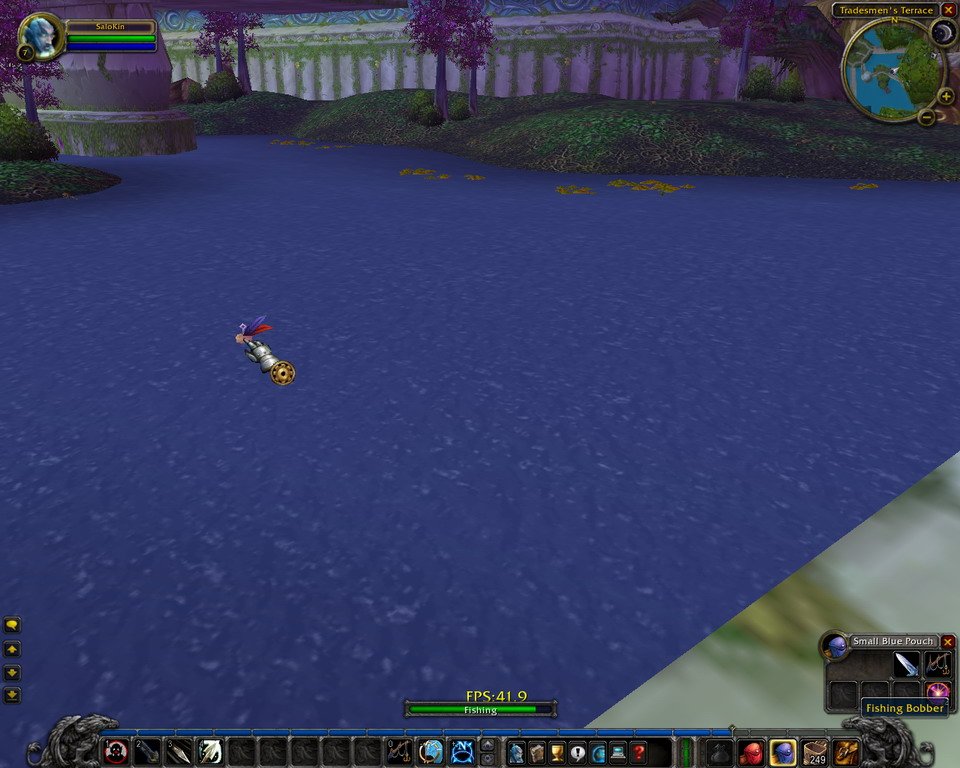 SaloKin
7
Tradesmen's Terrace
N
Small Blue Pouch
Fishing Bobber
FPS:41.9
Fishing
N
249